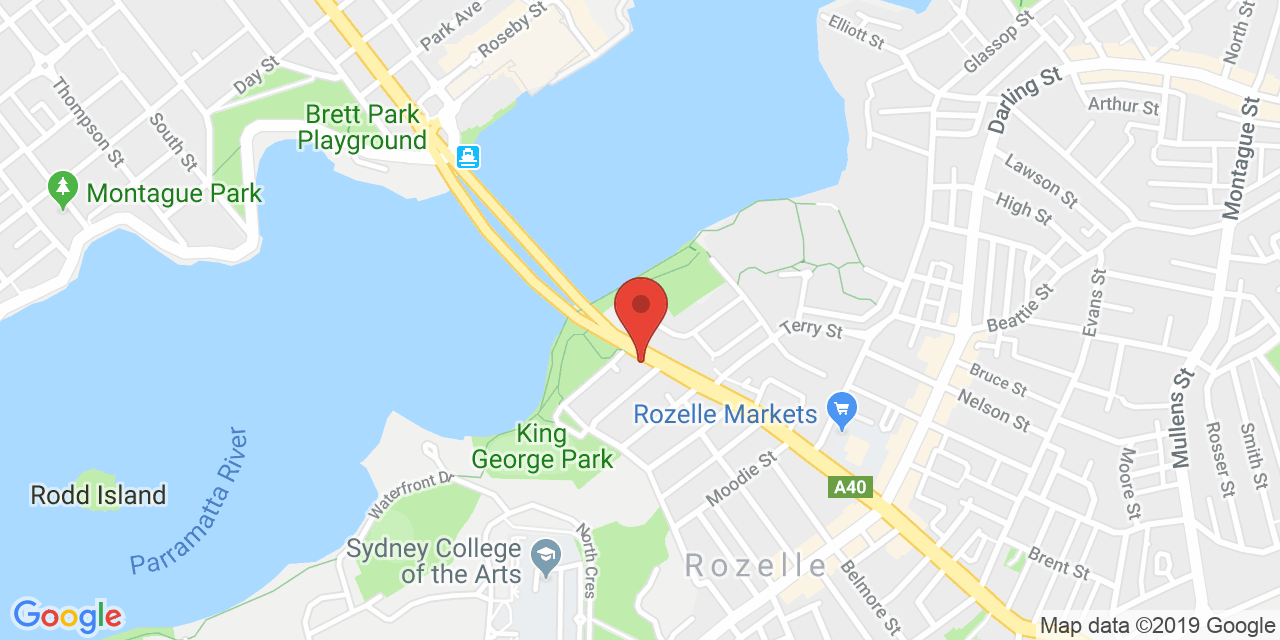 Park Ave
Roseby St
Day St
Thompson St
South St
Brett Park
Playground
Montague Park
Elliott St
Glassop St
North St
Darling St
Arthur St
Montague St
Lawson St
High St
Evans St
Beattie St
Terry St
Bruce St
Nelson St
Mullens St
Rosser St
Smith St
Moore St
Rozelle Markets
King
George Park
Moodie St
A40
Waterfront Dr
Rodd Island
Parramatta River
Sydney College
of the Arts
North Cres
Rozelle
Belmore St
Brent St
Google
Map data ©2019 Google